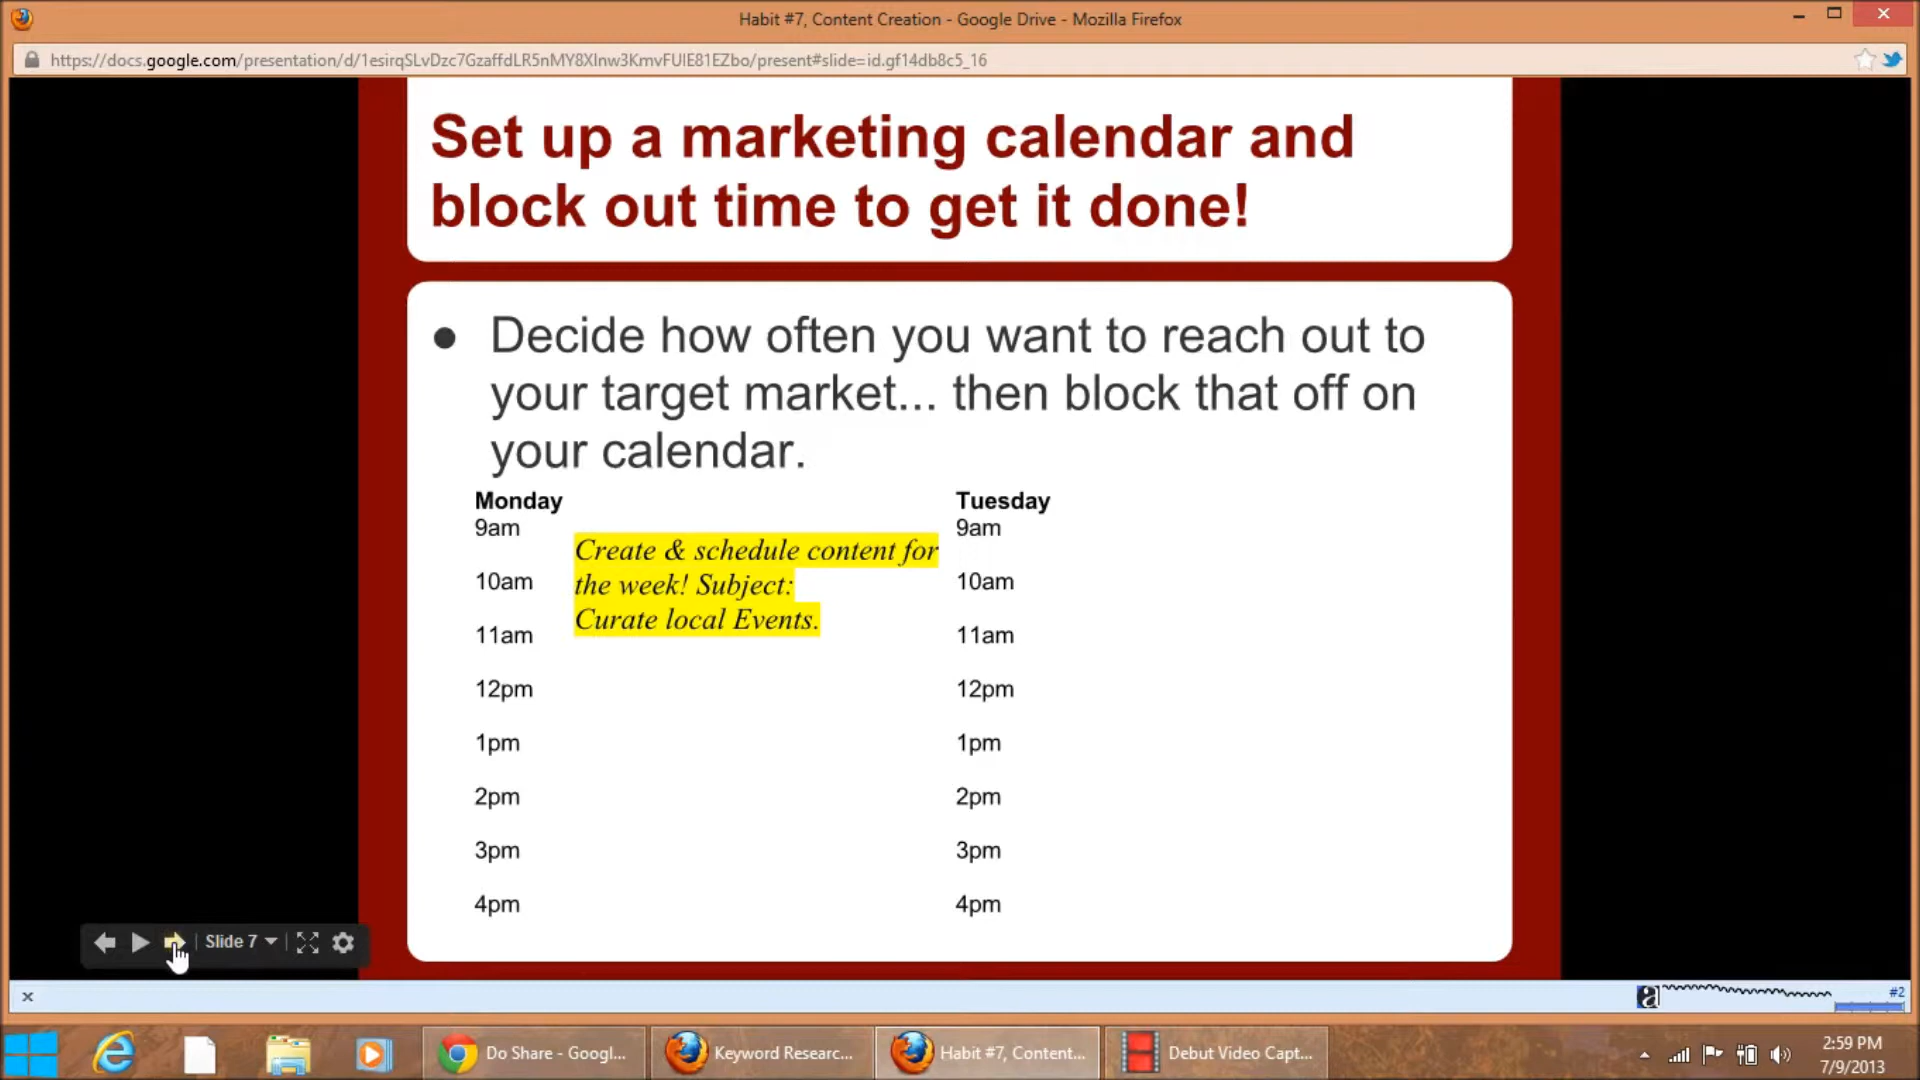 Habit #7, Content Creation - Google Drive - Mozilla Firefox
https://docs.google.com/presentation/d/1esirqSLvDzc7GzaffdLR5nMY8XInw3KmvFUIE81EZbo/present#slide=id.gf14db8c5_16
Set up a marketing calendar and
block out time to get it done!
● Decide how often you want to reach out to
your target market... then block that off on
your calendar.
Monday
9am
Create & schedule content for
the week! Subject:
Curate local Events.
10am
11am
12pm
1pm
2pm
3pm
4pm
Tuesday
9am
10am
11am
12pm
1pm
2pm
3pm
4pm
Slide 7
a
#2
Do Share - Googl...
Keyword Researc...
Habit #7, Content...
Debut Video Capt...
2:59 PM
7/9/2013